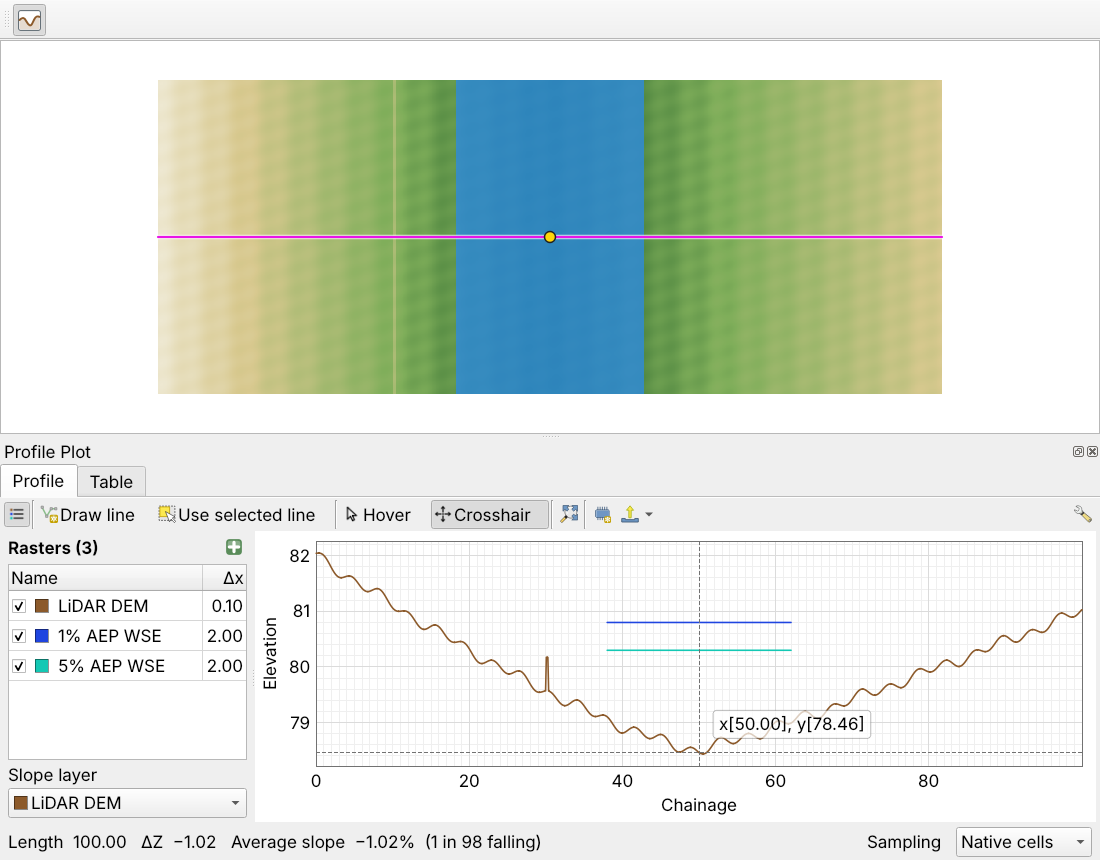 Profile Plot
Profile Table
Draw line Use selected line Hover Crosshair
Rasters (3)
Name Δx
LiDAR DEM 0.10
1% AEP WSE 2.00
5% AEP WSE 2.00
Slope layer
LiDAR DEM
Elevation
82
81
80
79
x[50.00], y[78.46]
0 20 40 60 80
Chainage
Length 100.00 ΔZ −1.02 Average slope −1.02% (1 in 98 falling) Sampling Native cells